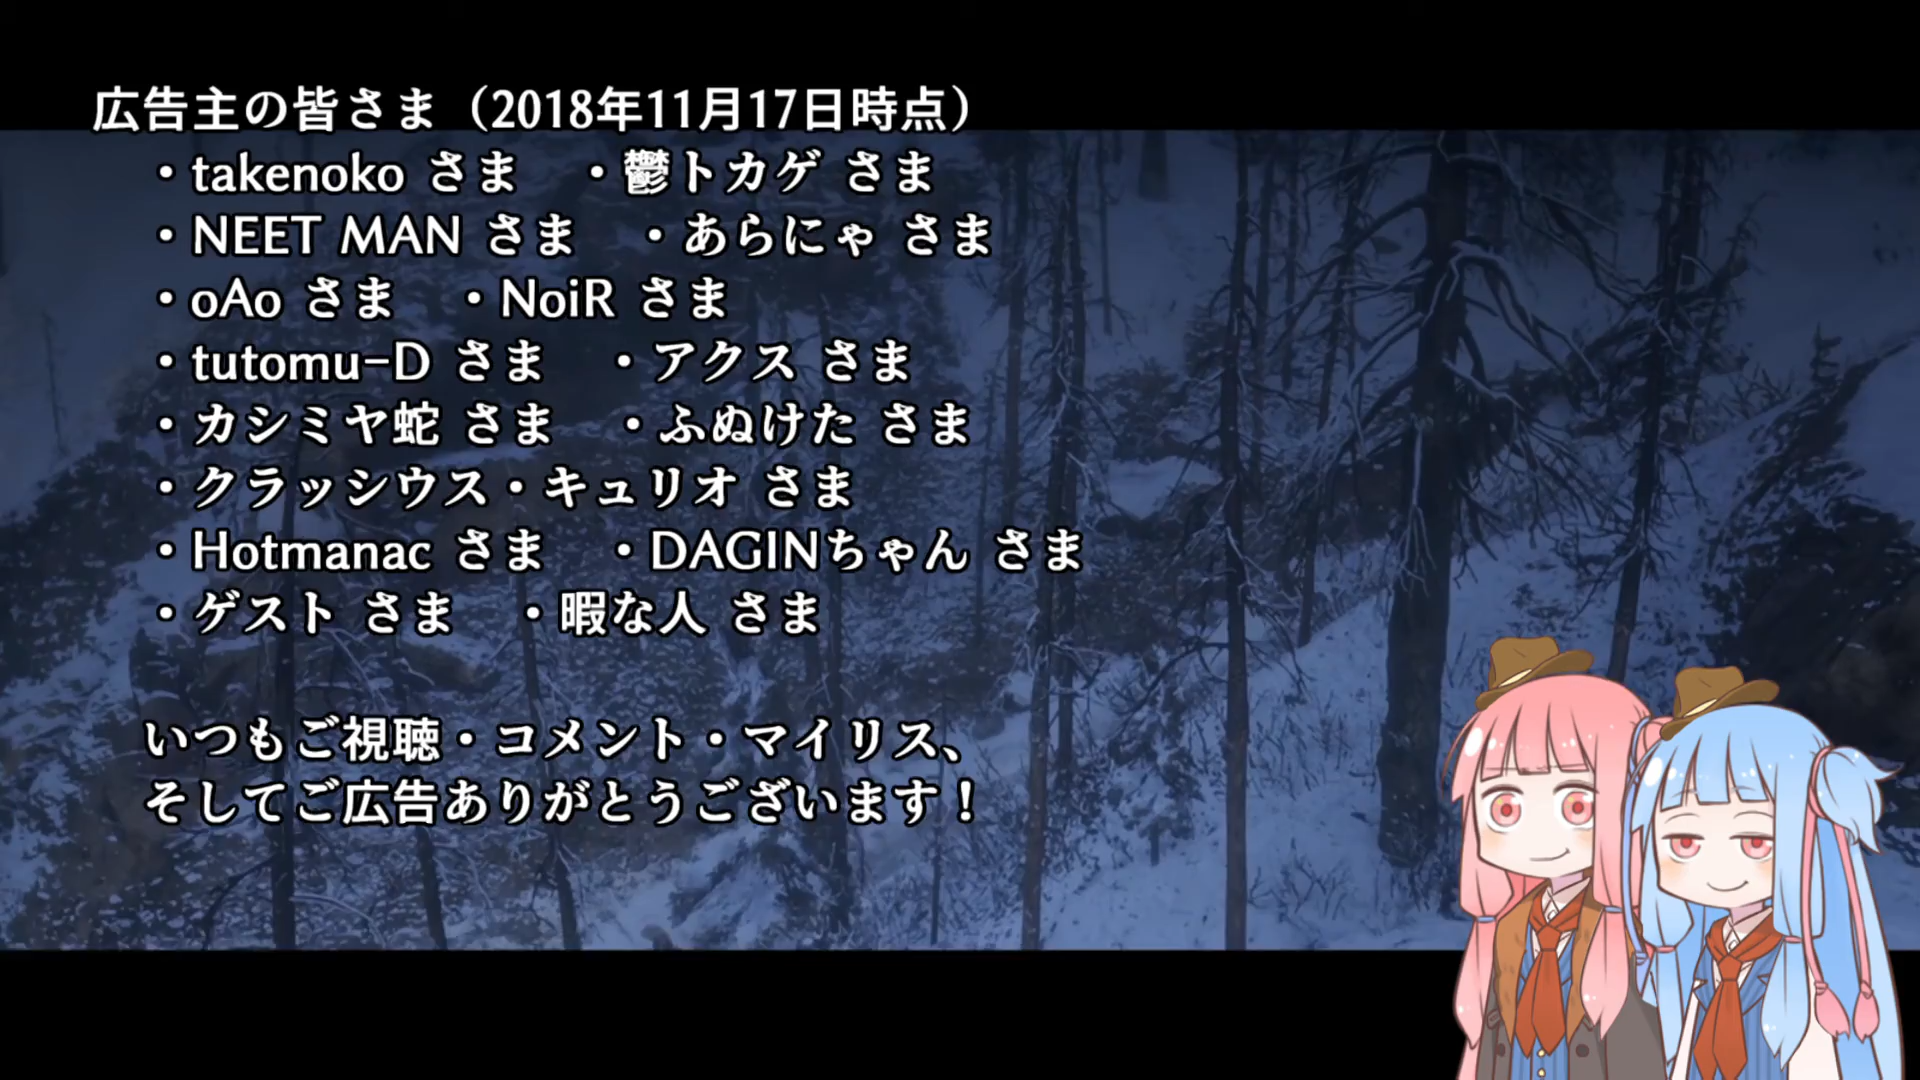 広告主の皆さま（2018年11月17日時点）
・takenoko さま　・鬱トカゲ さま
・NEET MAN さま　・あらにゃ さま
・oAo さま　・NoiR さま
・tutomu-D さま　・アクス さま
・カシミヤ蛇 さま　・ふぬけた さま
・クラッシウス・キュリオ さま
・Hotmanac さま　・DAGINちゃん さま
・ゲスト さま　・暇な人 さま
いつもご視聴・コメント・マイリス、
そしてご広告ありがとうございます！